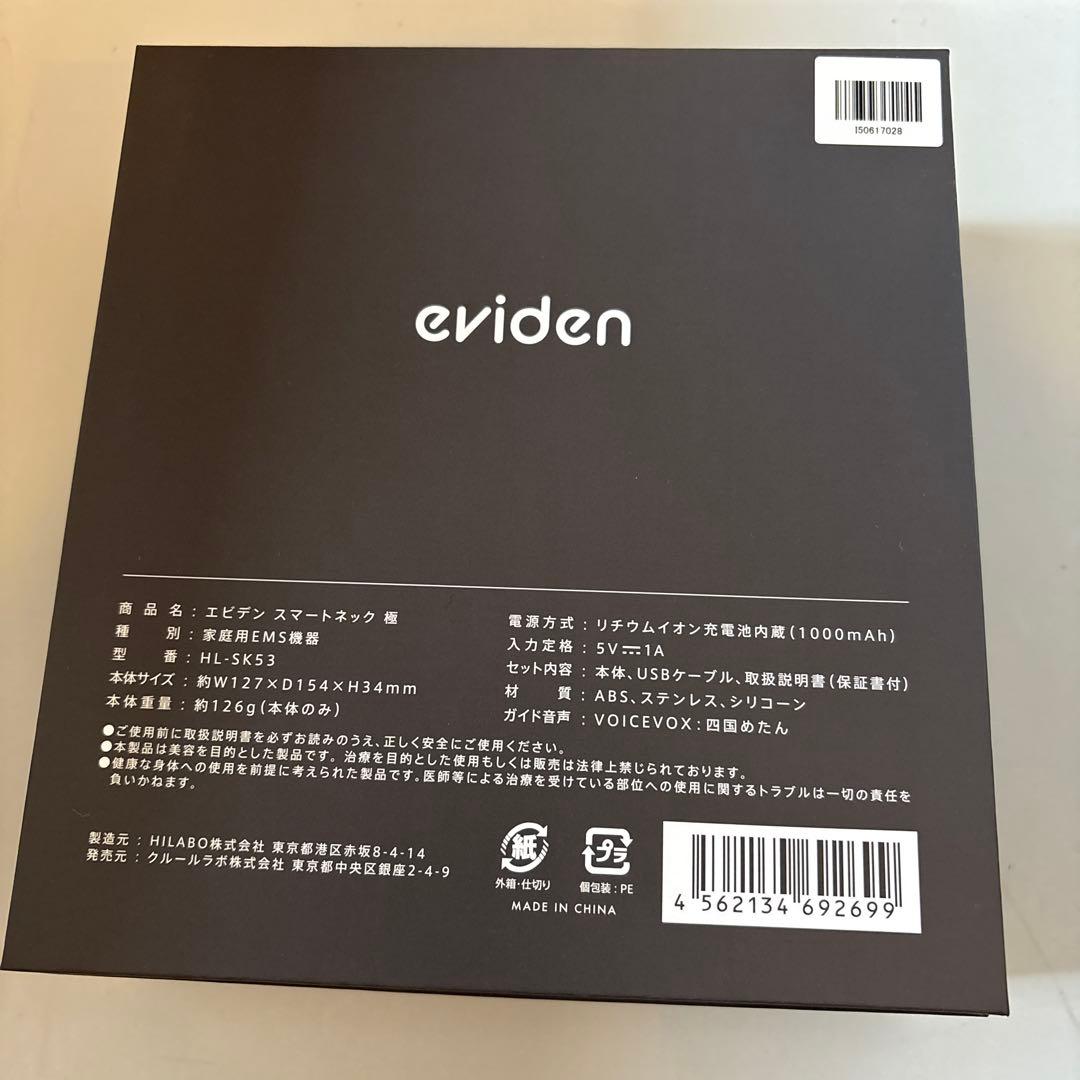 I50617028
eviden
商品名：エビデン スマートネック 極
種別：家庭用EMS機器
型番：HL-SK53
本体サイズ：約W127×D154×H34mm
本体重量：約126g(本体のみ)
電源方式：リチウムイオン充電池内蔵(1000mAh)
入力定格：5V⎓1A
セット内容：本体、USBケーブル、取扱説明書(保証書付)
材質：ABS、ステンレス、シリコーン
ガイド音声：VOICEVOX：四国めたん
●ご使用前に取扱説明書を必ずお読みのうえ、正しく安全にご使用ください。
●本製品は美容を目的とした製品です。治療を目的とした使用もしくは販売は法律上禁じられております。
●健康な身体への使用を前提に考えられた製品です。医師等による治療を受けている部位への使用に関するトラブルは一切の責任を
負いかねます。
製造元：HILABO株式会社 東京都港区赤坂8-4-14
発売元：クルールラボ株式会社 東京都中央区銀座2-4-9
紙
外箱・仕切り
プラ
個包装：PE
MADE IN CHINA
4 562134 692699